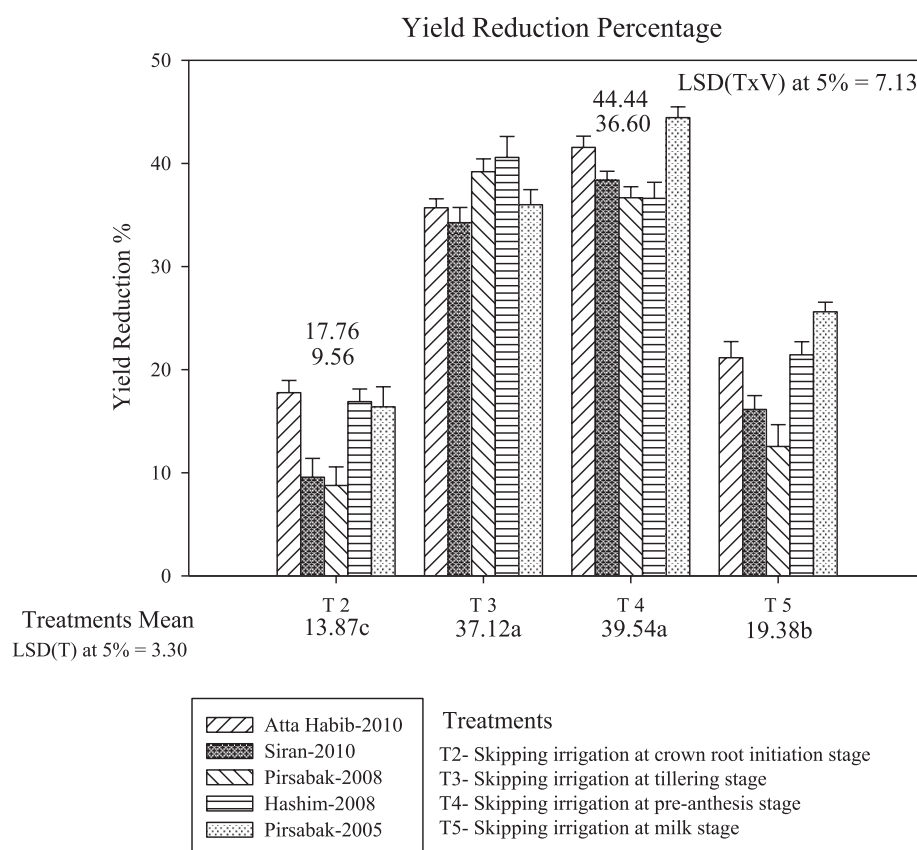 Yield Reduction Percentage
50
LSD(TxV) at 5% = 7.13
44.44
36.60
40
30
Yield Reduction %
20
17.76
9.56
10
0
T 2
T 3
T 4
T 5
Treatments Mean
13.87c
37.12a
39.54a
19.38b
LSD(T) at 5% = 3.30
Atta Habib-2010
Siran-2010
Pirsabak-2008
Hashim-2008
Pirsabak-2005
Treatments
T2- Skipping irrigation at crown root initiation stage
T3- Skipping irrigation at tillering stage
T4- Skipping irrigation at pre-anthesis stage
T5- Skipping irrigation at milk stage